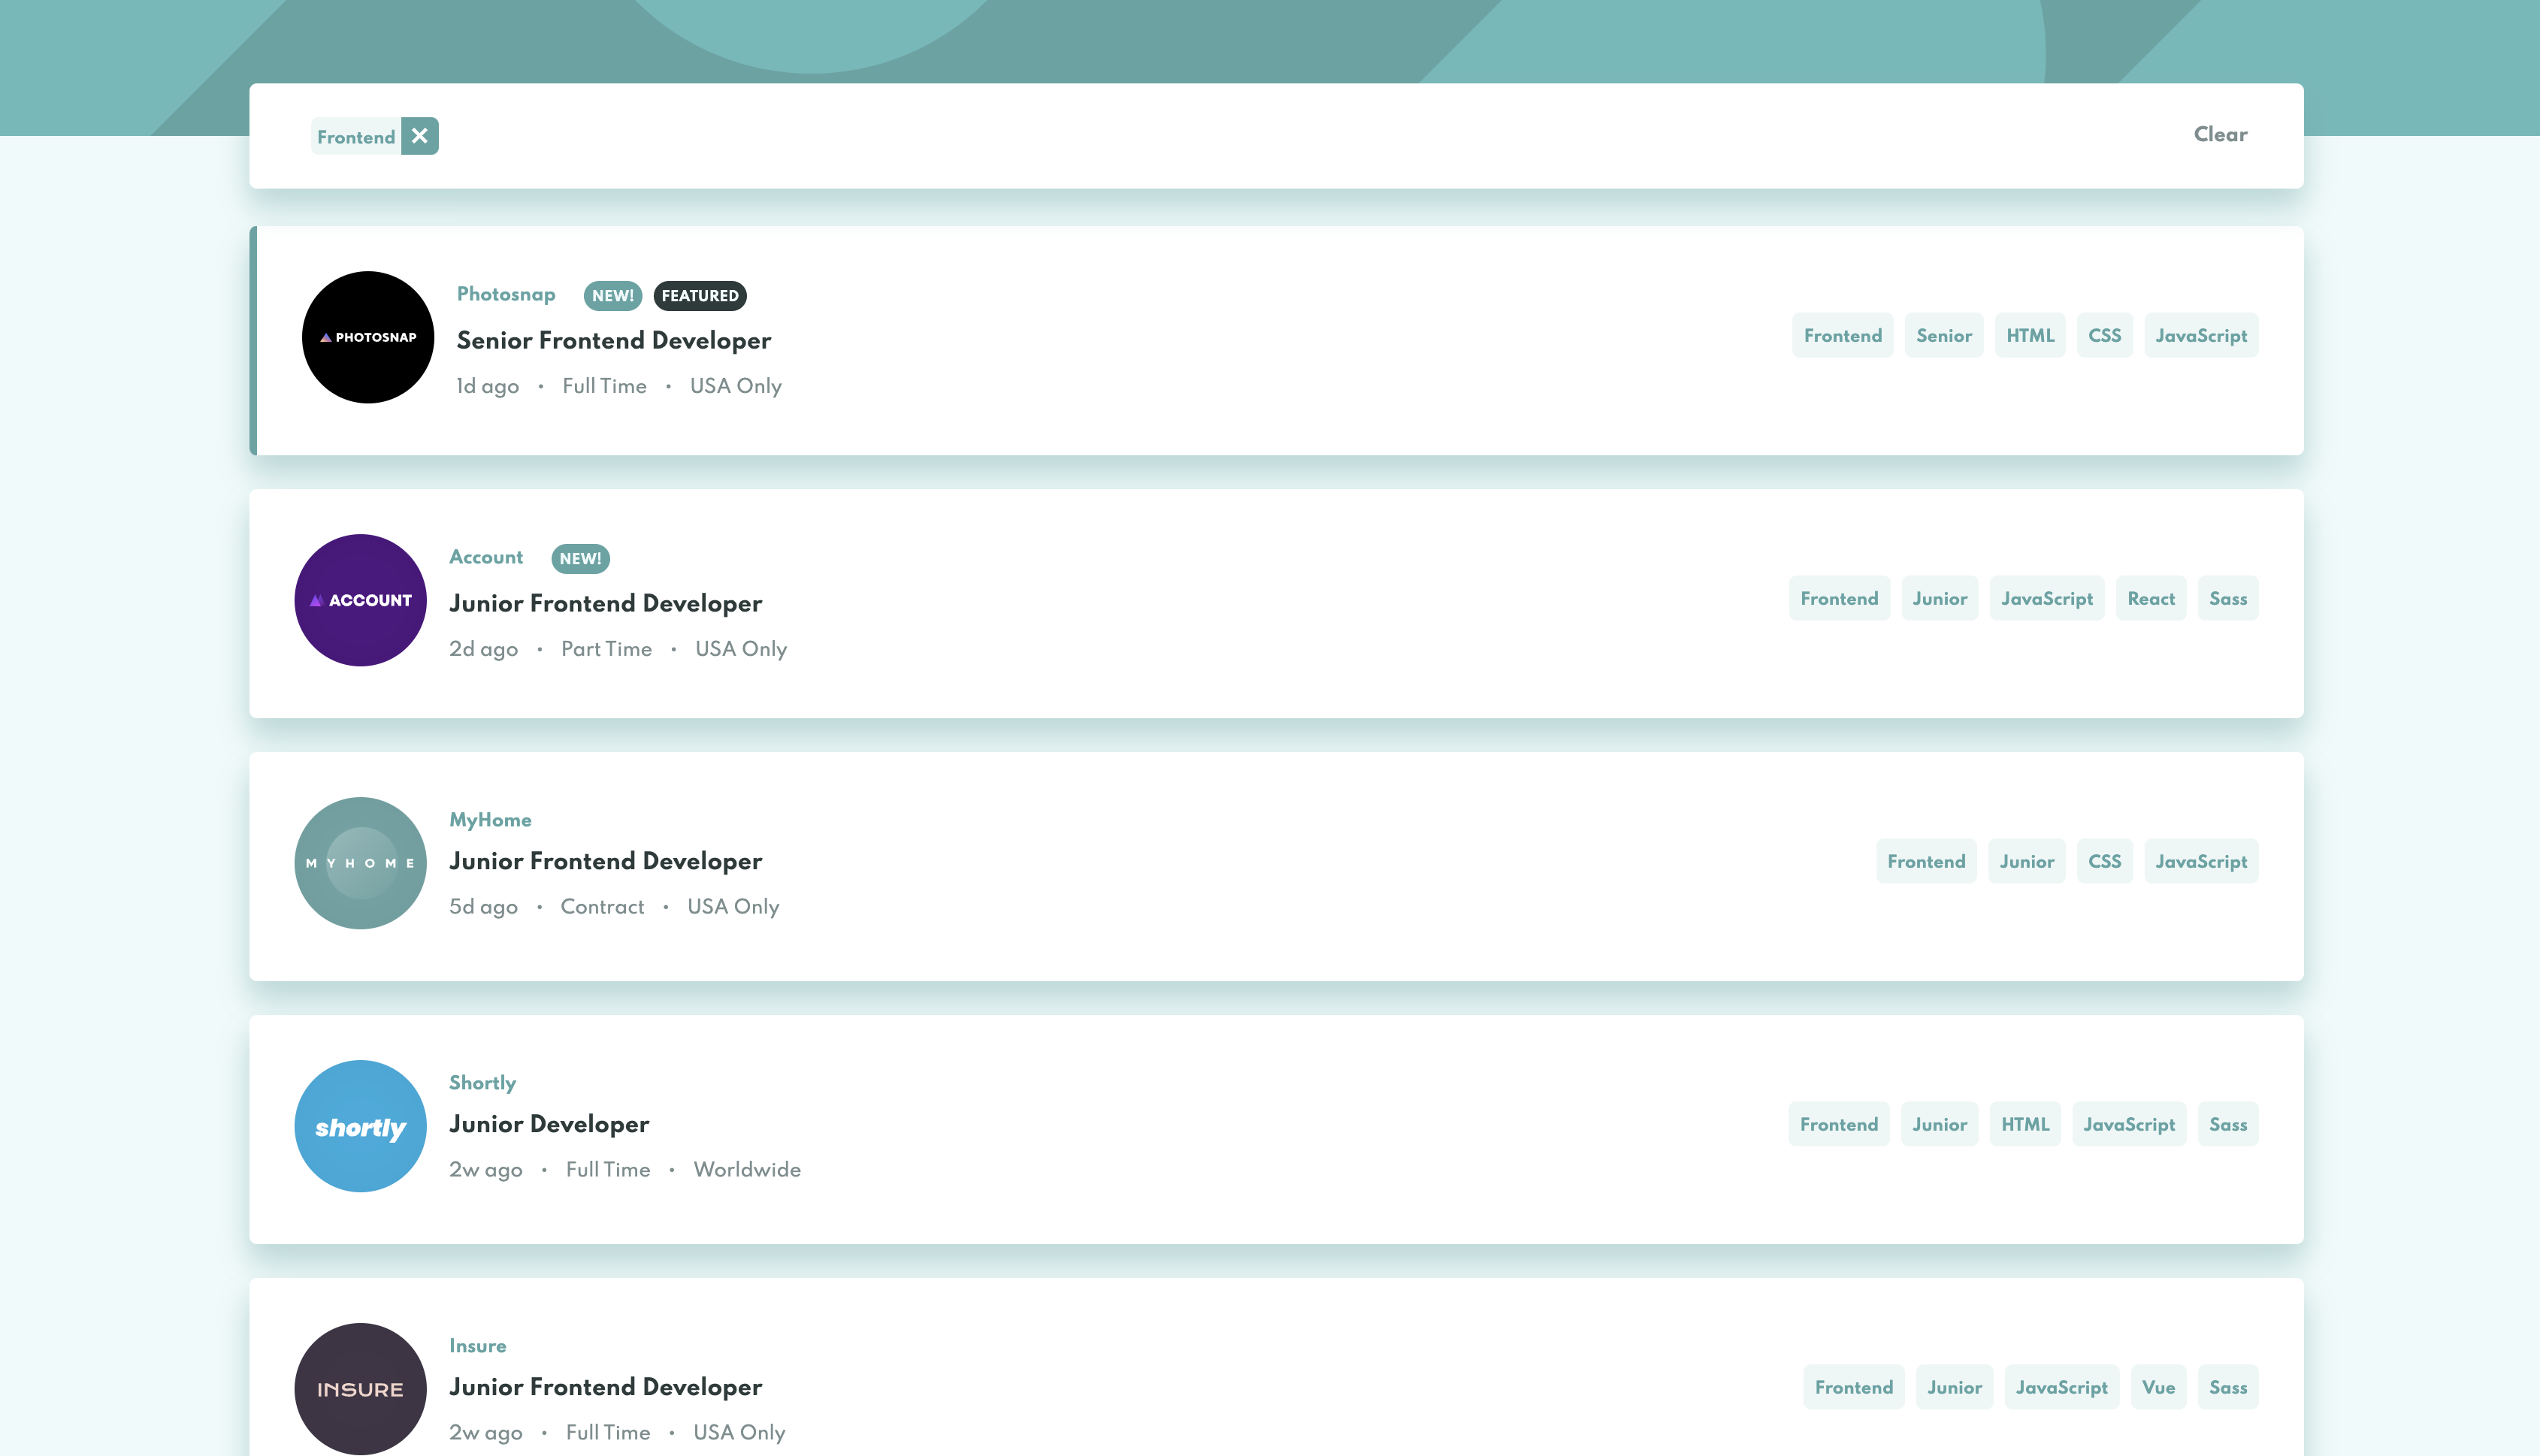 Frontend ✕ Clear
PHOTOSNAP
Photosnap NEW! FEATURED
Senior Frontend Developer
1d ago • Full Time • USA Only
Frontend Senior HTML CSS JavaScript
ACCOUNT
Account NEW!
Junior Frontend Developer
2d ago • Part Time • USA Only
Frontend Junior JavaScript React Sass
MYHOME
MyHome
Junior Frontend Developer
5d ago • Contract • USA Only
Frontend Junior CSS JavaScript
shortly
Shortly
Junior Developer
2w ago • Full Time • Worldwide
Frontend Junior HTML JavaScript Sass
INSURE
Insure
Junior Frontend Developer
2w ago • Full Time • USA Only
Frontend Junior JavaScript Vue Sass